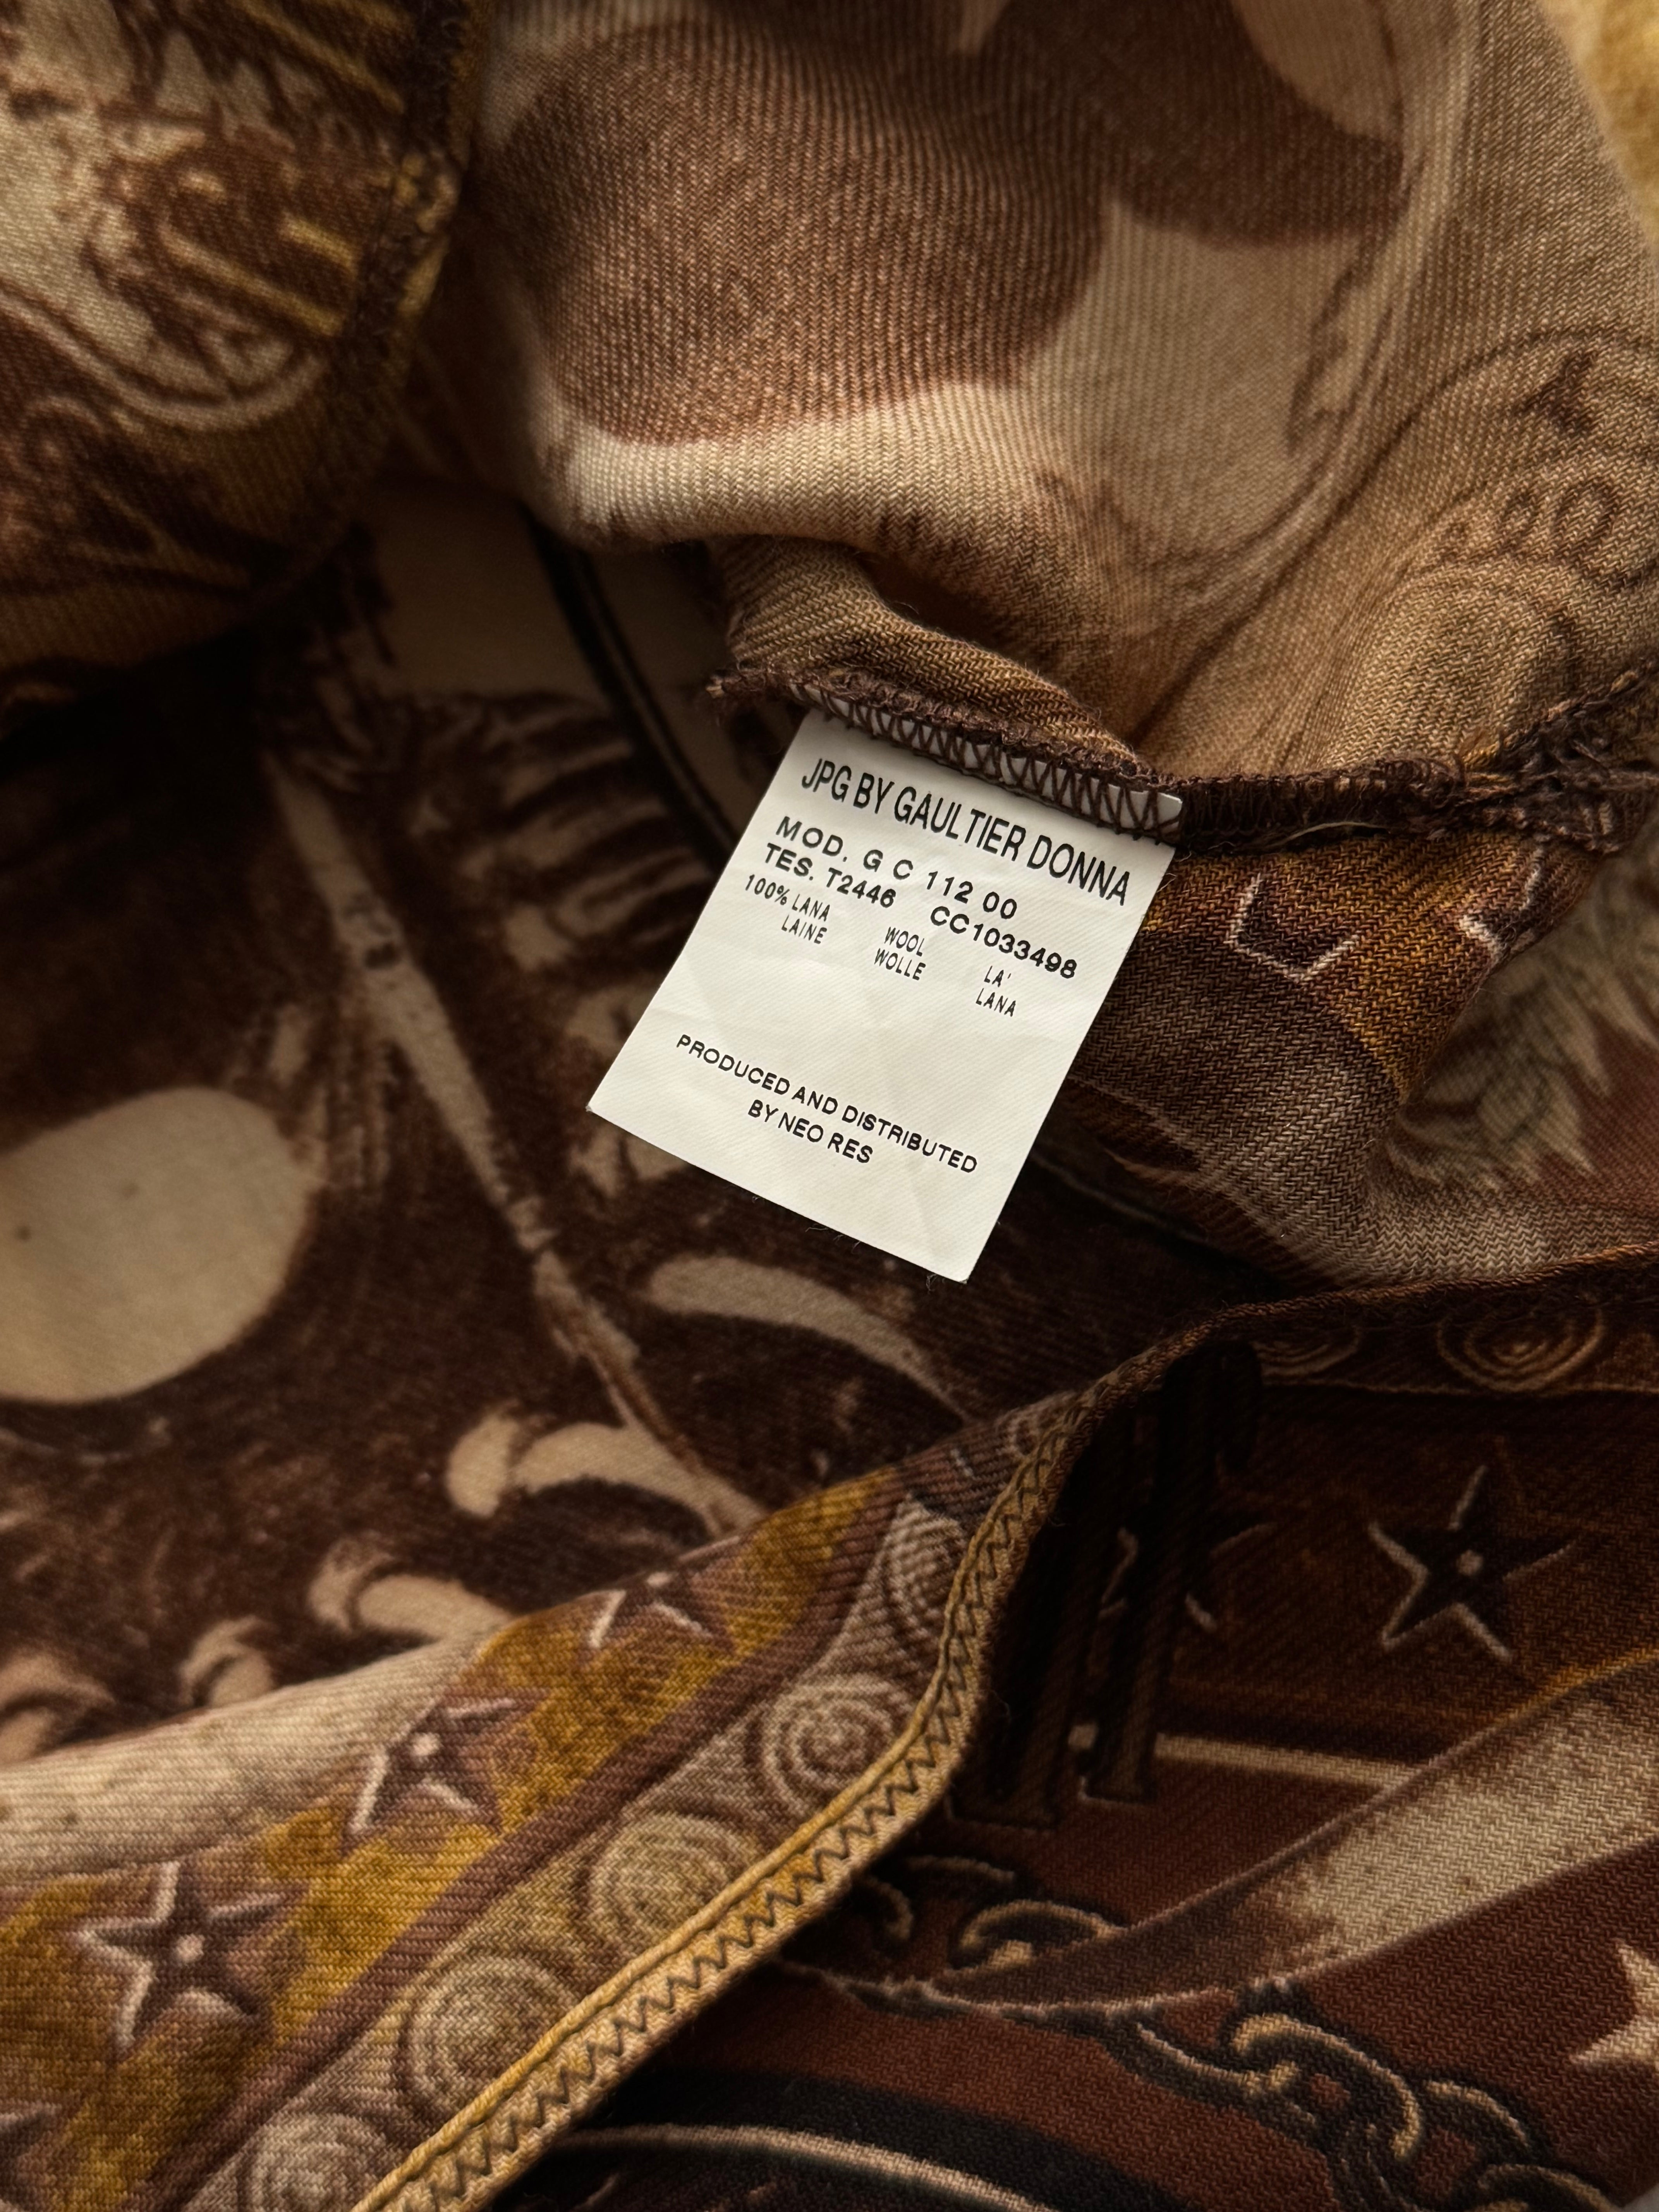 JPG BY GAULTIER DONNA
MOD. G C 112 00
TES. T2446 CC1033498
100% LANA WOOL LA'
LAINE WOLLE LANA
PRODUCED AND DISTRIBUTED
BY NEO RES